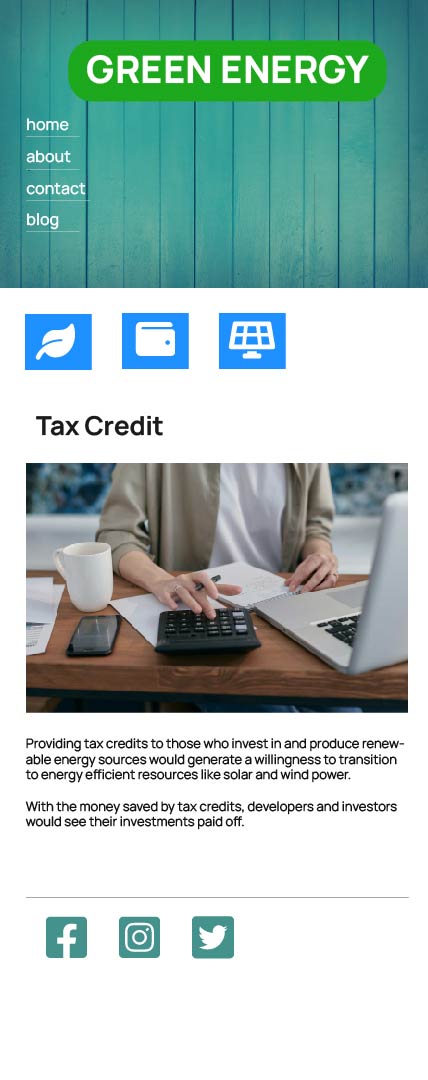 GREEN ENERGY
home
about
contact
blog
Tax Credit
Providing tax credits to those who invest in and produce renew-
able energy sources would generate a willingness to transition
to energy efficient resources like solar and wind power.
With the money saved by tax credits, developers and investors
would see their investments paid off.